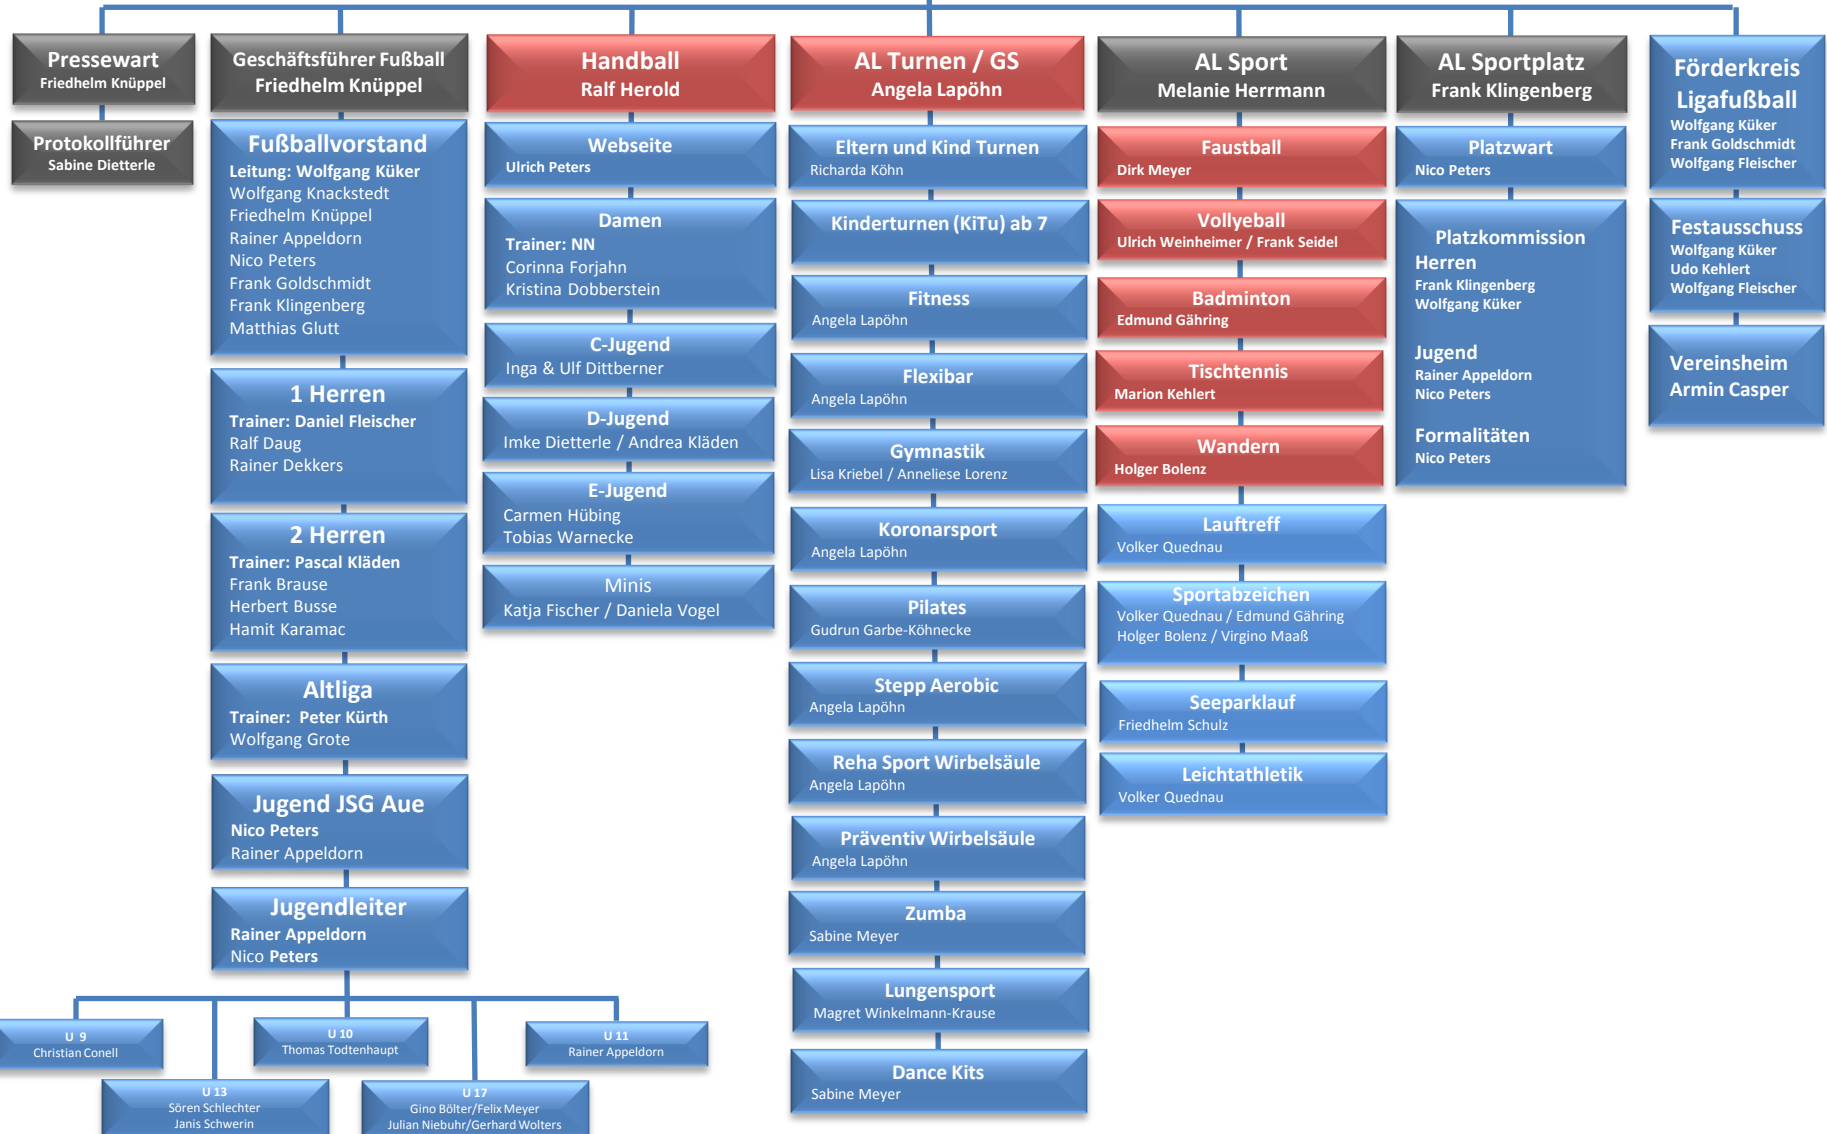 Pressewart
Friedhelm Knüppel
Protokollführer
Sabine Dietterle
Geschäftsführer Fußball
Friedhelm Knüppel
Fußballvorstand
Leitung: Wolfgang Küker
Wolfgang Knackstedt
Friedhelm Knüppel
Rainer Appeldorn
Nico Peters
Frank Goldschmidt
Frank Klingenberg
Matthias Glutt
1 Herren
Trainer: Daniel Fleischer
Ralf Daug
Rainer Dekkers
2 Herren
Trainer: Pascal Kläden
Frank Brause
Herbert Busse
Hamit Karamac
Altliga
Trainer: Peter Kürth
Wolfgang Grote
Jugend JSG Aue
Nico Peters
Rainer Appeldorn
Jugendleiter
Rainer Appeldorn
Nico Peters
U 9
Christian Conell
U 13
Sören Schlechter
Janis Schwerin
U 10
Thomas Todtenhaupt
U 17
Gino Bölter/Felix Meyer
Julian Niebuhr/Gerhard Wolters
U 11
Rainer Appeldorn
Handball
Ralf Herold
Webseite
Ulrich Peters
Damen
Trainer: NN
Corinna Forjahn
Kristina Dobberstein
C-Jugend
Inga & Ulf Dittberner
D-Jugend
Imke Dietterle / Andrea Kläden
E-Jugend
Carmen Hübing
Tobias Warnecke
Minis
Katja Fischer / Daniela Vogel
AL Turnen / GS
Angela Lapöhn
Eltern und Kind Turnen
Richarda Köhn
Kinderturnen (KiTu) ab 7
Fitness
Angela Lapöhn
Flexibar
Angela Lapöhn
Gymnastik
Lisa Kriebel / Anneliese Lorenz
Koronarsport
Angela Lapöhn
Pilates
Gudrun Garbe-Köhnecke
Stepp Aerobic
Angela Lapöhn
Reha Sport Wirbelsäule
Angela Lapöhn
Präventiv Wirbelsäule
Angela Lapöhn
Zumba
Sabine Meyer
Lungensport
Magret Winkelmann-Krause
Dance Kits
Sabine Meyer
AL Sport
Melanie Herrmann
Faustball
Dirk Meyer
Vollyeball
Ulrich Weinheimer / Frank Seidel
Badminton
Edmund Gähring
Tischtennis
Marion Kehlert
Wandern
Holger Bolenz
Lauftreff
Volker Quednau
Sportabzeichen
Volker Quednau / Edmund Gähring
Holger Bolenz / Virgino Maaß
Seeparklauf
Friedhelm Schulz
Leichtathletik
Volker Quednau
AL Sportplatz
Frank Klingenberg
Platzwart
Nico Peters
Platzkommission
Herren
Frank Klingenberg
Wolfgang Küker
Jugend
Rainer Appeldorn
Nico Peters
Formalitäten
Nico Peters
Förderkreis
Ligafußball
Wolfgang Küker
Frank Goldschmidt
Wolfgang Fleischer
Festausschuss
Wolfgang Küker
Udo Kehlert
Wolfgang Fleischer
Vereinsheim
Armin Casper